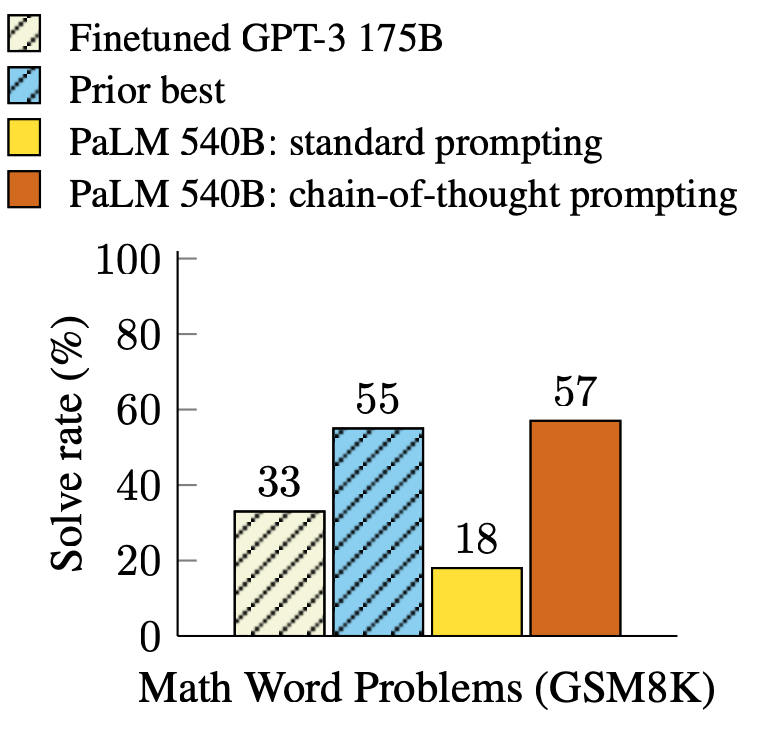 Finetuned GPT-3 175B
Prior best
PaLM 540B: standard prompting
PaLM 540B: chain-of-thought prompting
100
80
60
40
20
0
Solve rate (%)
33
55
18
57
Math Word Problems (GSM8K)